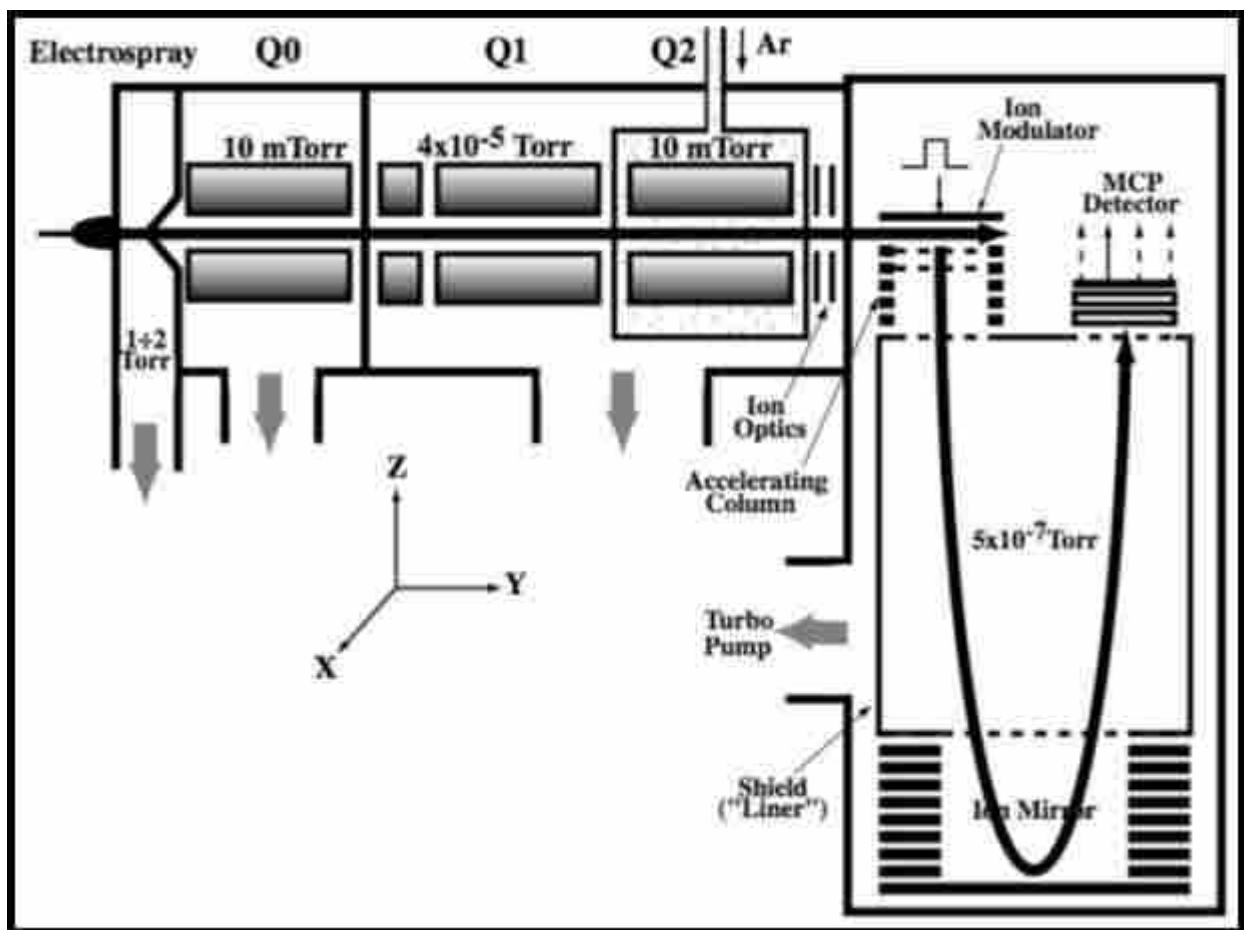 Electrospray
Q0
Q1
Q2
Ar
10 mTorr
4x10⁻⁵ Torr
10 mTorr
Ion
Modulator
MCP
Detector
1÷2
Torr
Ion
Optics
Accelerating
Column
Z
Y
X
5x10⁻⁷Torr
Turbo
Pump
Shield
("Liner")
Ion Mirror